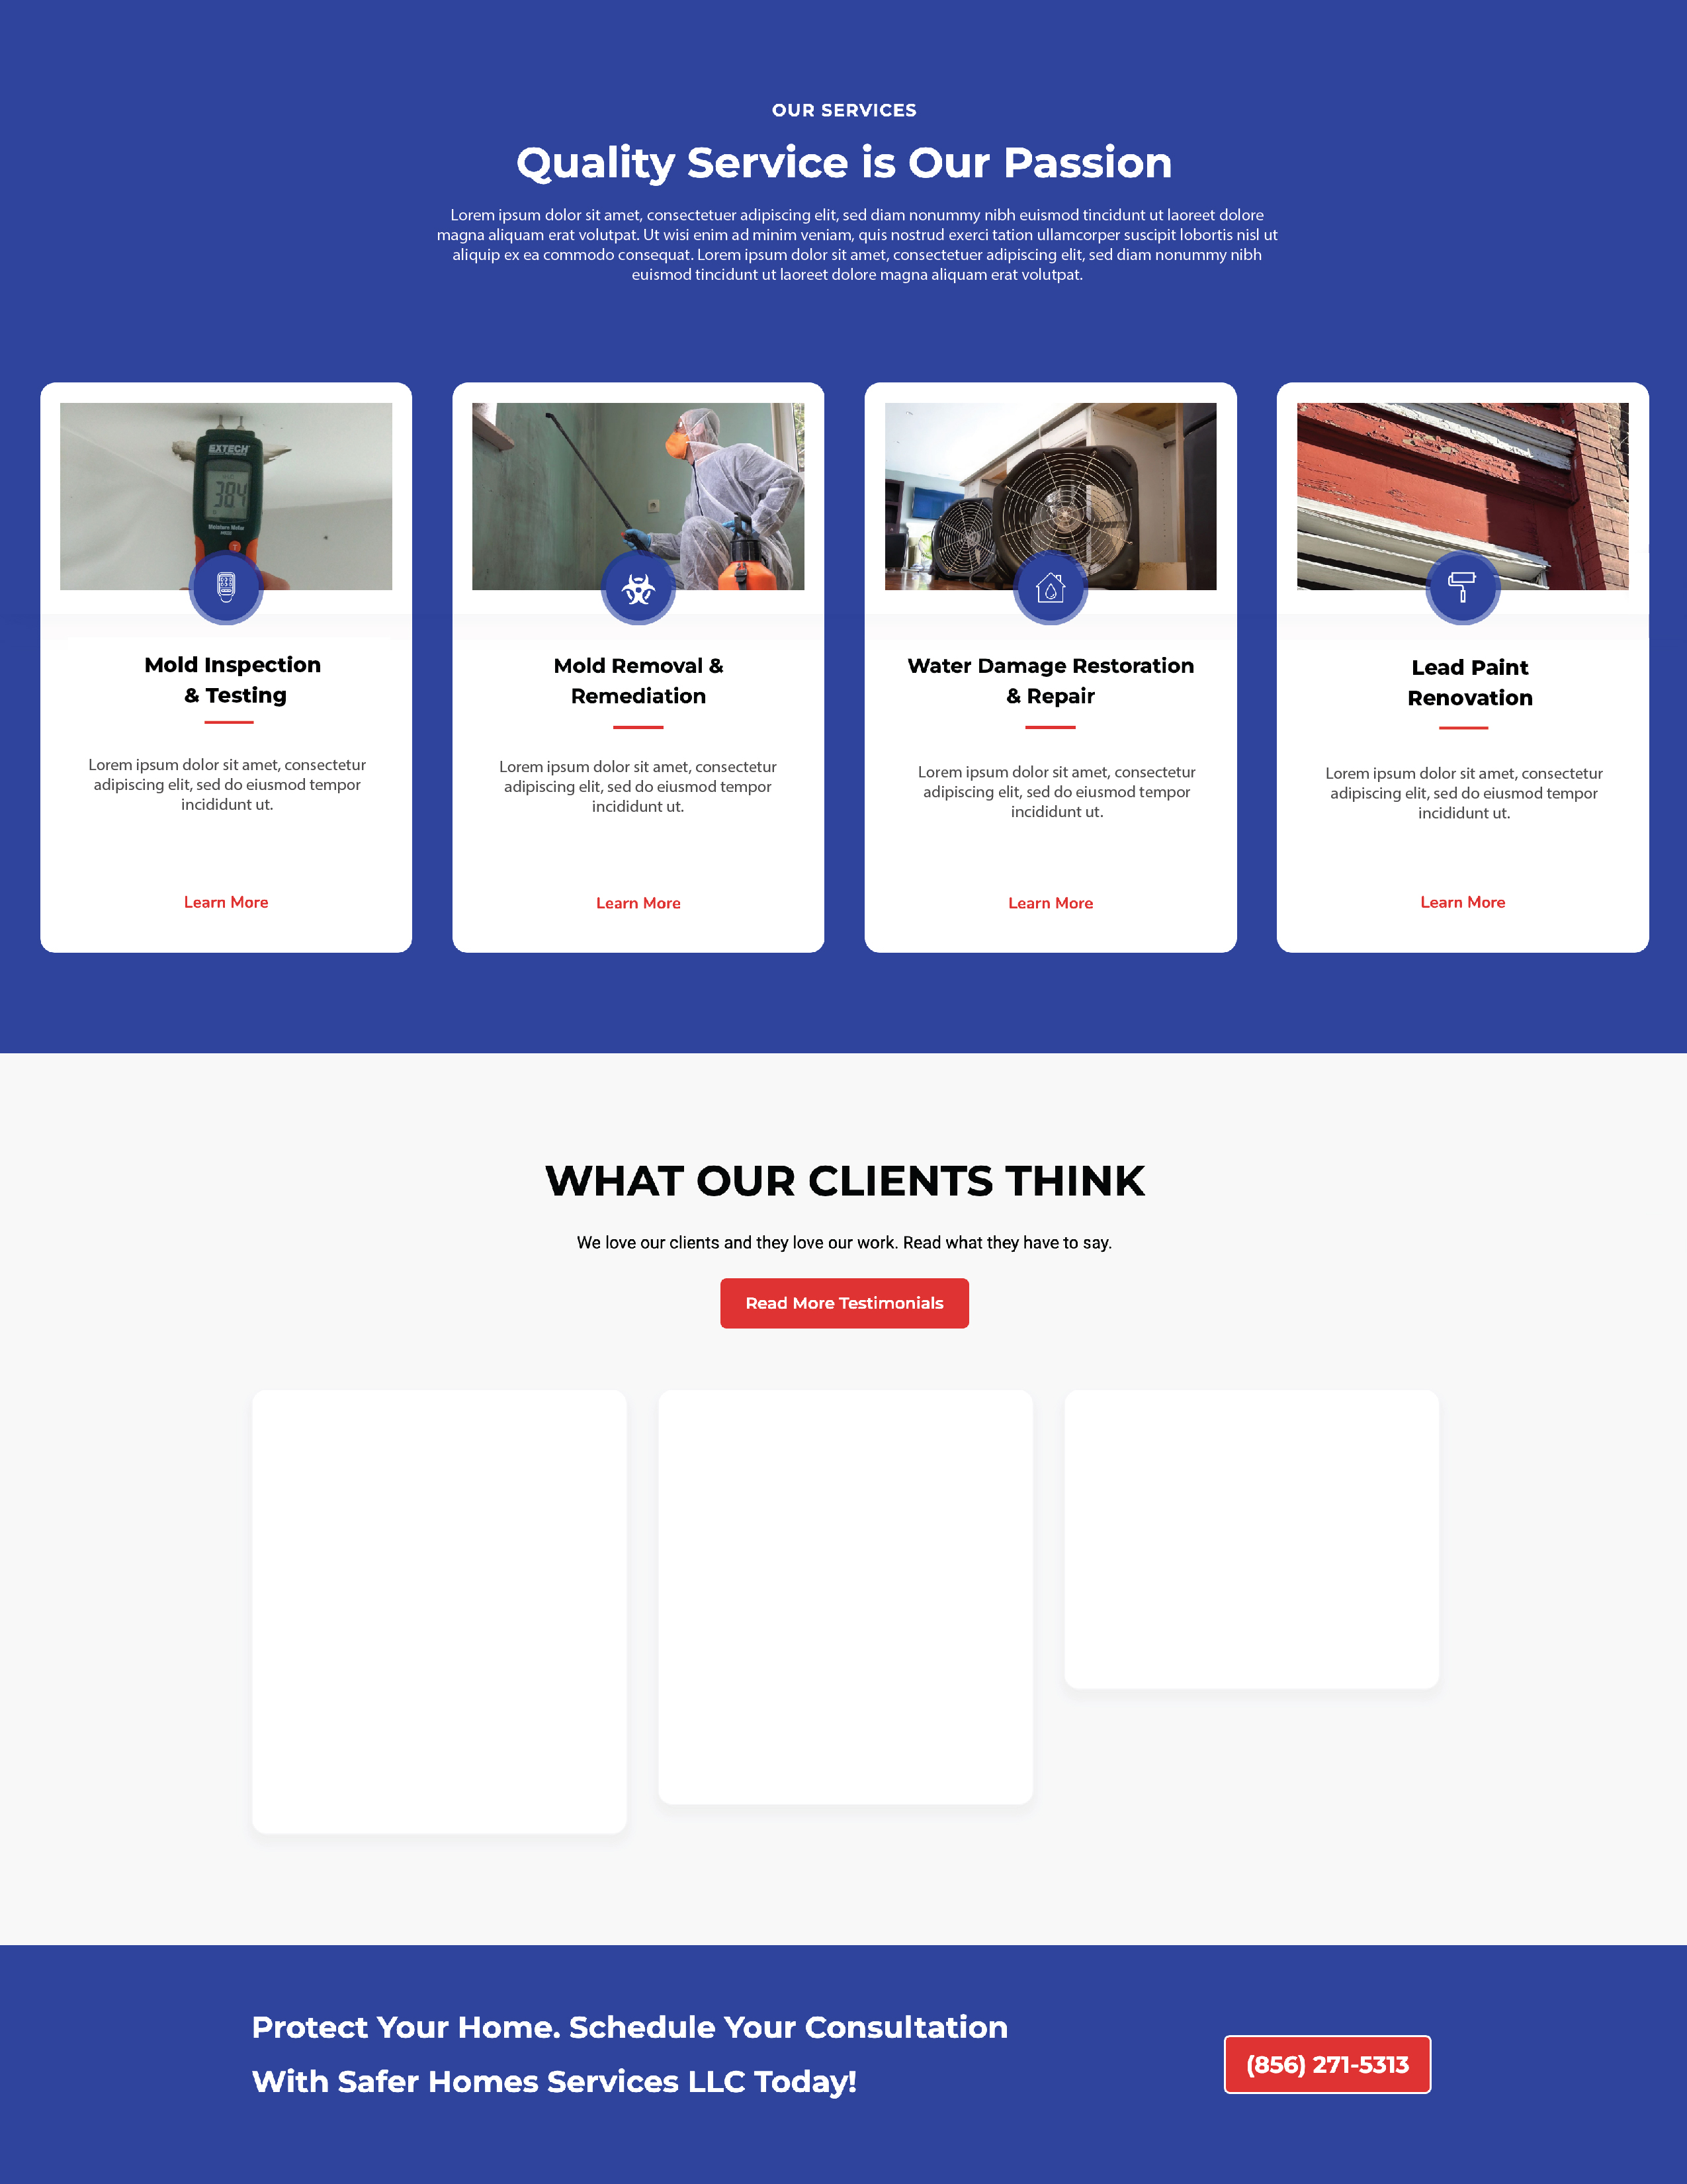 OUR SERVICES
Quality Service is Our Passion
Lorem ipsum dolor sit amet, consectetuer adipiscing elit, sed diam nonummy nibh euismod tincidunt ut laoreet dolore
magna aliquam erat volutpat. Ut wisi enim ad minim veniam, quis nostrud exerci tation ullamcorper suscipit lobortis nisl ut
aliquip ex ea commodo consequat. Lorem ipsum dolor sit amet, consectetuer adipiscing elit, sed diam nonummy nibh
euismod tincidunt ut laoreet dolore magna aliquam erat volutpat.
EXTECH
38.4
Moisture Meter
Mold Inspection
& Testing
Lorem ipsum dolor sit amet, consectetur
adipiscing elit, sed do eiusmod tempor
incididunt ut.
Learn More
Mold Removal &
Remediation
Lorem ipsum dolor sit amet, consectetur
adipiscing elit, sed do eiusmod tempor
incididunt ut.
Learn More
Water Damage Restoration
& Repair
Lorem ipsum dolor sit amet, consectetur
adipiscing elit, sed do eiusmod tempor
incididunt ut.
Learn More
Lead Paint
Renovation
Lorem ipsum dolor sit amet, consectetur
adipiscing elit, sed do eiusmod tempor
incididunt ut.
Learn More
WHAT OUR CLIENTS THINK
We love our clients and they love our work. Read what they have to say.
Read More Testimonials
Protect Your Home. Schedule Your Consultation
With Safer Homes Services LLC Today!
(856) 271-5313